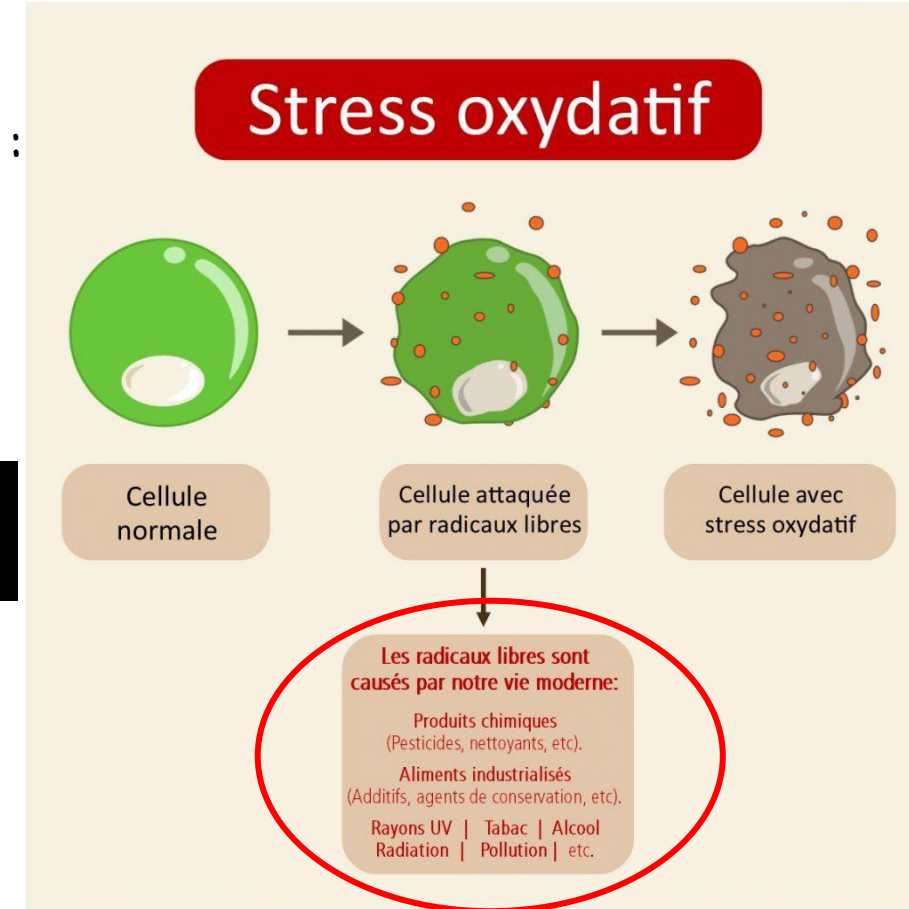 Stress oxydatif
:
Cellule
normale
Cellule attaquée
par radicaux libres
Cellule avec
stress oxydatif
Les radicaux libres sont
causés par notre vie moderne:
Produits chimiques
(Pesticides, nettoyants, etc).
Aliments industrialisés
(Additifs, agents de conservation, etc).
Rayons UV | Tabac | Alcool
Radiation | Pollution | etc.